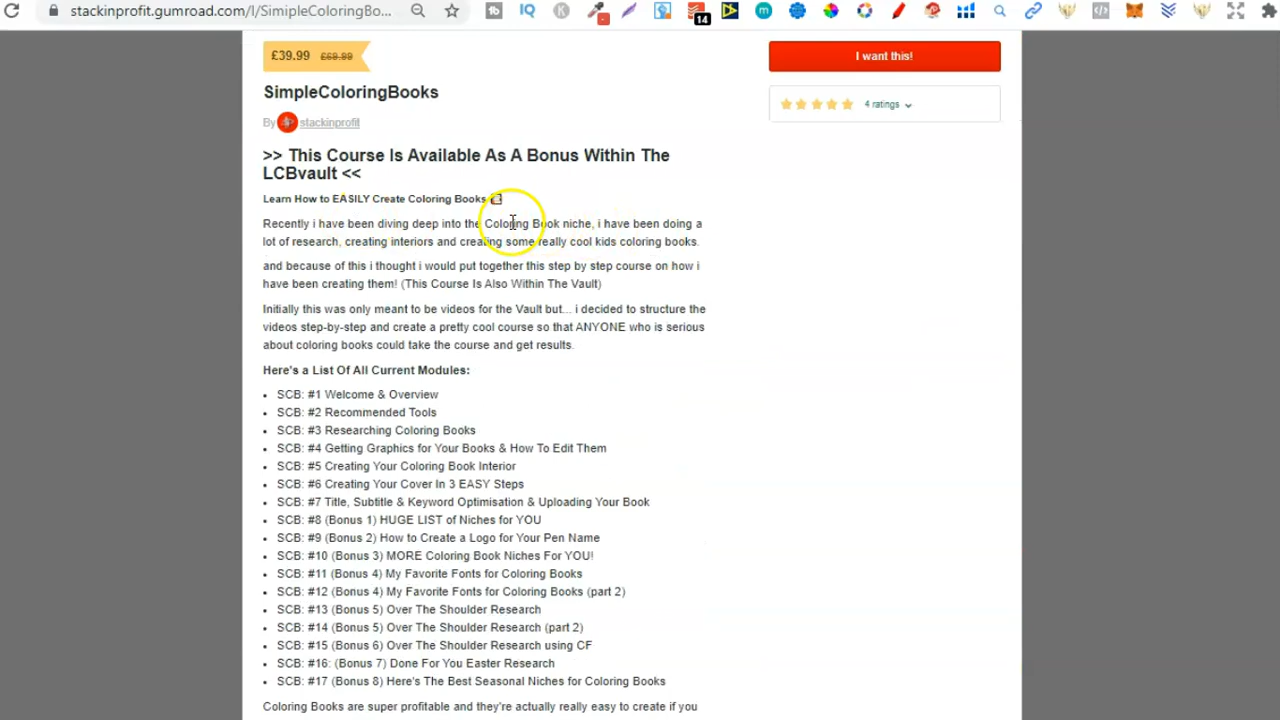 stackinprofit.gumroad.com/l/SimipleColoringBo...
14
£39.99 £69.99
I want this!
SimpleColoringBooks
4 ratings
By stackinprofit
>> This Course Is Available As A Bonus Within The
LCBvault <<
Learn How to EASILY Create Coloring Books
Recently i have been diving deep into the Coloring Book niche, i have been doing a
lot of research, creating interiors and creating some really cool kids coloring books.
and because of this i thought i would put together this step by step course on how i
have been creating them! (This Course Is Also Within The Vault)
Initially this was only meant to be videos for the Vault but... i decided to structure the
videos step-by-step and create a pretty cool course so that ANYONE who is serious
about coloring books could take the course and get results.
Here's a List Of All Current Modules:
SCB: #1 Welcome & Overview
SCB: #2 Recommended Tools
SCB: #3 Researching Coloring Books
SCB: #4 Getting Graphics for Your Books & How To Edit Them
SCB: #5 Creating Your Coloring Book Interior
SCB: #6 Creating Your Cover In 3 EASY Steps
SCB: #7 Title, Subtitle & Keyword Optimisation & Uploading Your Book
SCB: #8 (Bonus 1) HUGE LIST of Niches for YOU
SCB: #9 (Bonus 2) How to Create a Logo for Your Pen Name
SCB: #10 (Bonus 3) MORE Coloring Book Niches For YOU!
SCB: #11 (Bonus 4) My Favorite Fonts for Coloring Books
SCB: #12 (Bonus 4) My Favorite Fonts for Coloring Books (part 2)
SCB: #13 (Bonus 5) Over The Shoulder Research
SCB: #14 (Bonus 5) Over The Shoulder Research (part 2)
SCB: #15 (Bonus 6) Over The Shoulder Research using CF
SCB: #16: (Bonus 7) Done For You Easter Research
SCB: #17 (Bonus 8) Here's The Best Seasonal Niches for Coloring Books
Coloring Books are super profitable and they're actually really easy to create if you